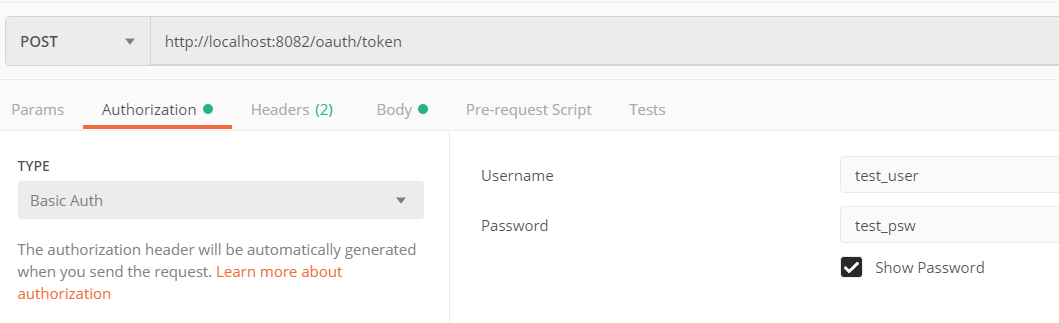 POST http://localhost:8082/oauth/token
Params Authorization Headers (2) Body Pre-request Script Tests
TYPE
Basic Auth
The authorization header will be automatically generated
when you send the request. Learn more about
authorization
Username test_user
Password test_psw
Show Password